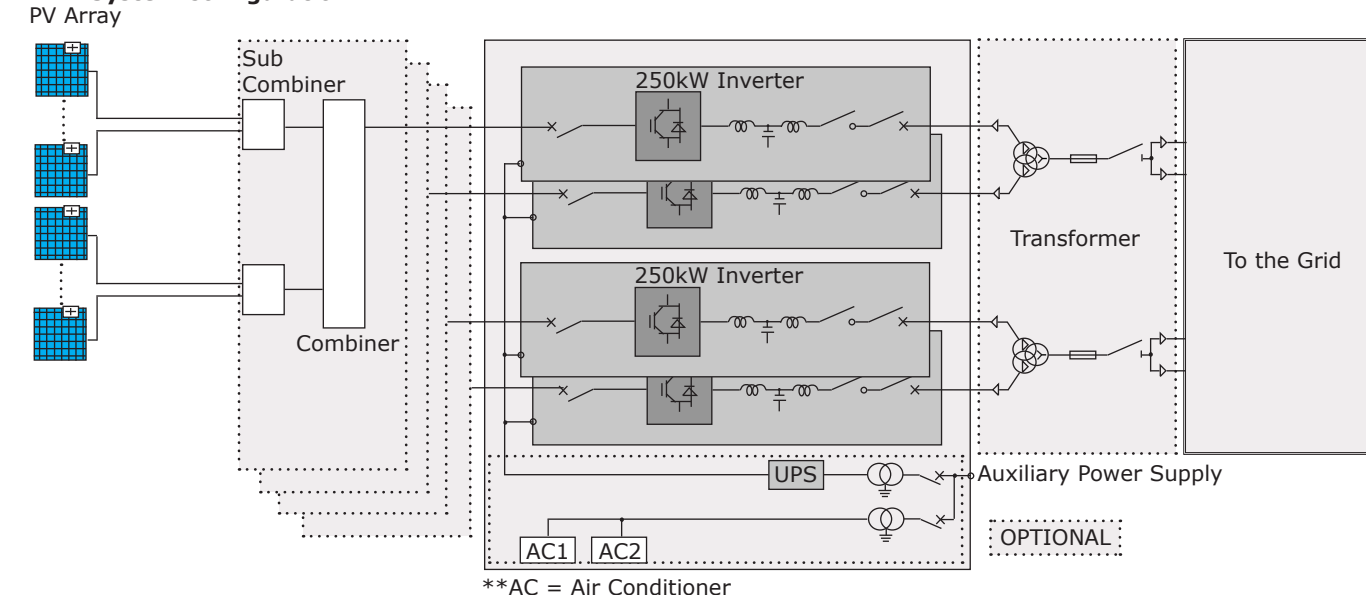 PV Array
Sub
Combiner
Combiner
250kW Inverter
250kW Inverter
Transformer
To the Grid
UPS
Auxiliary Power Supply
AC1
AC2
OPTIONAL
**AC = Air Conditioner